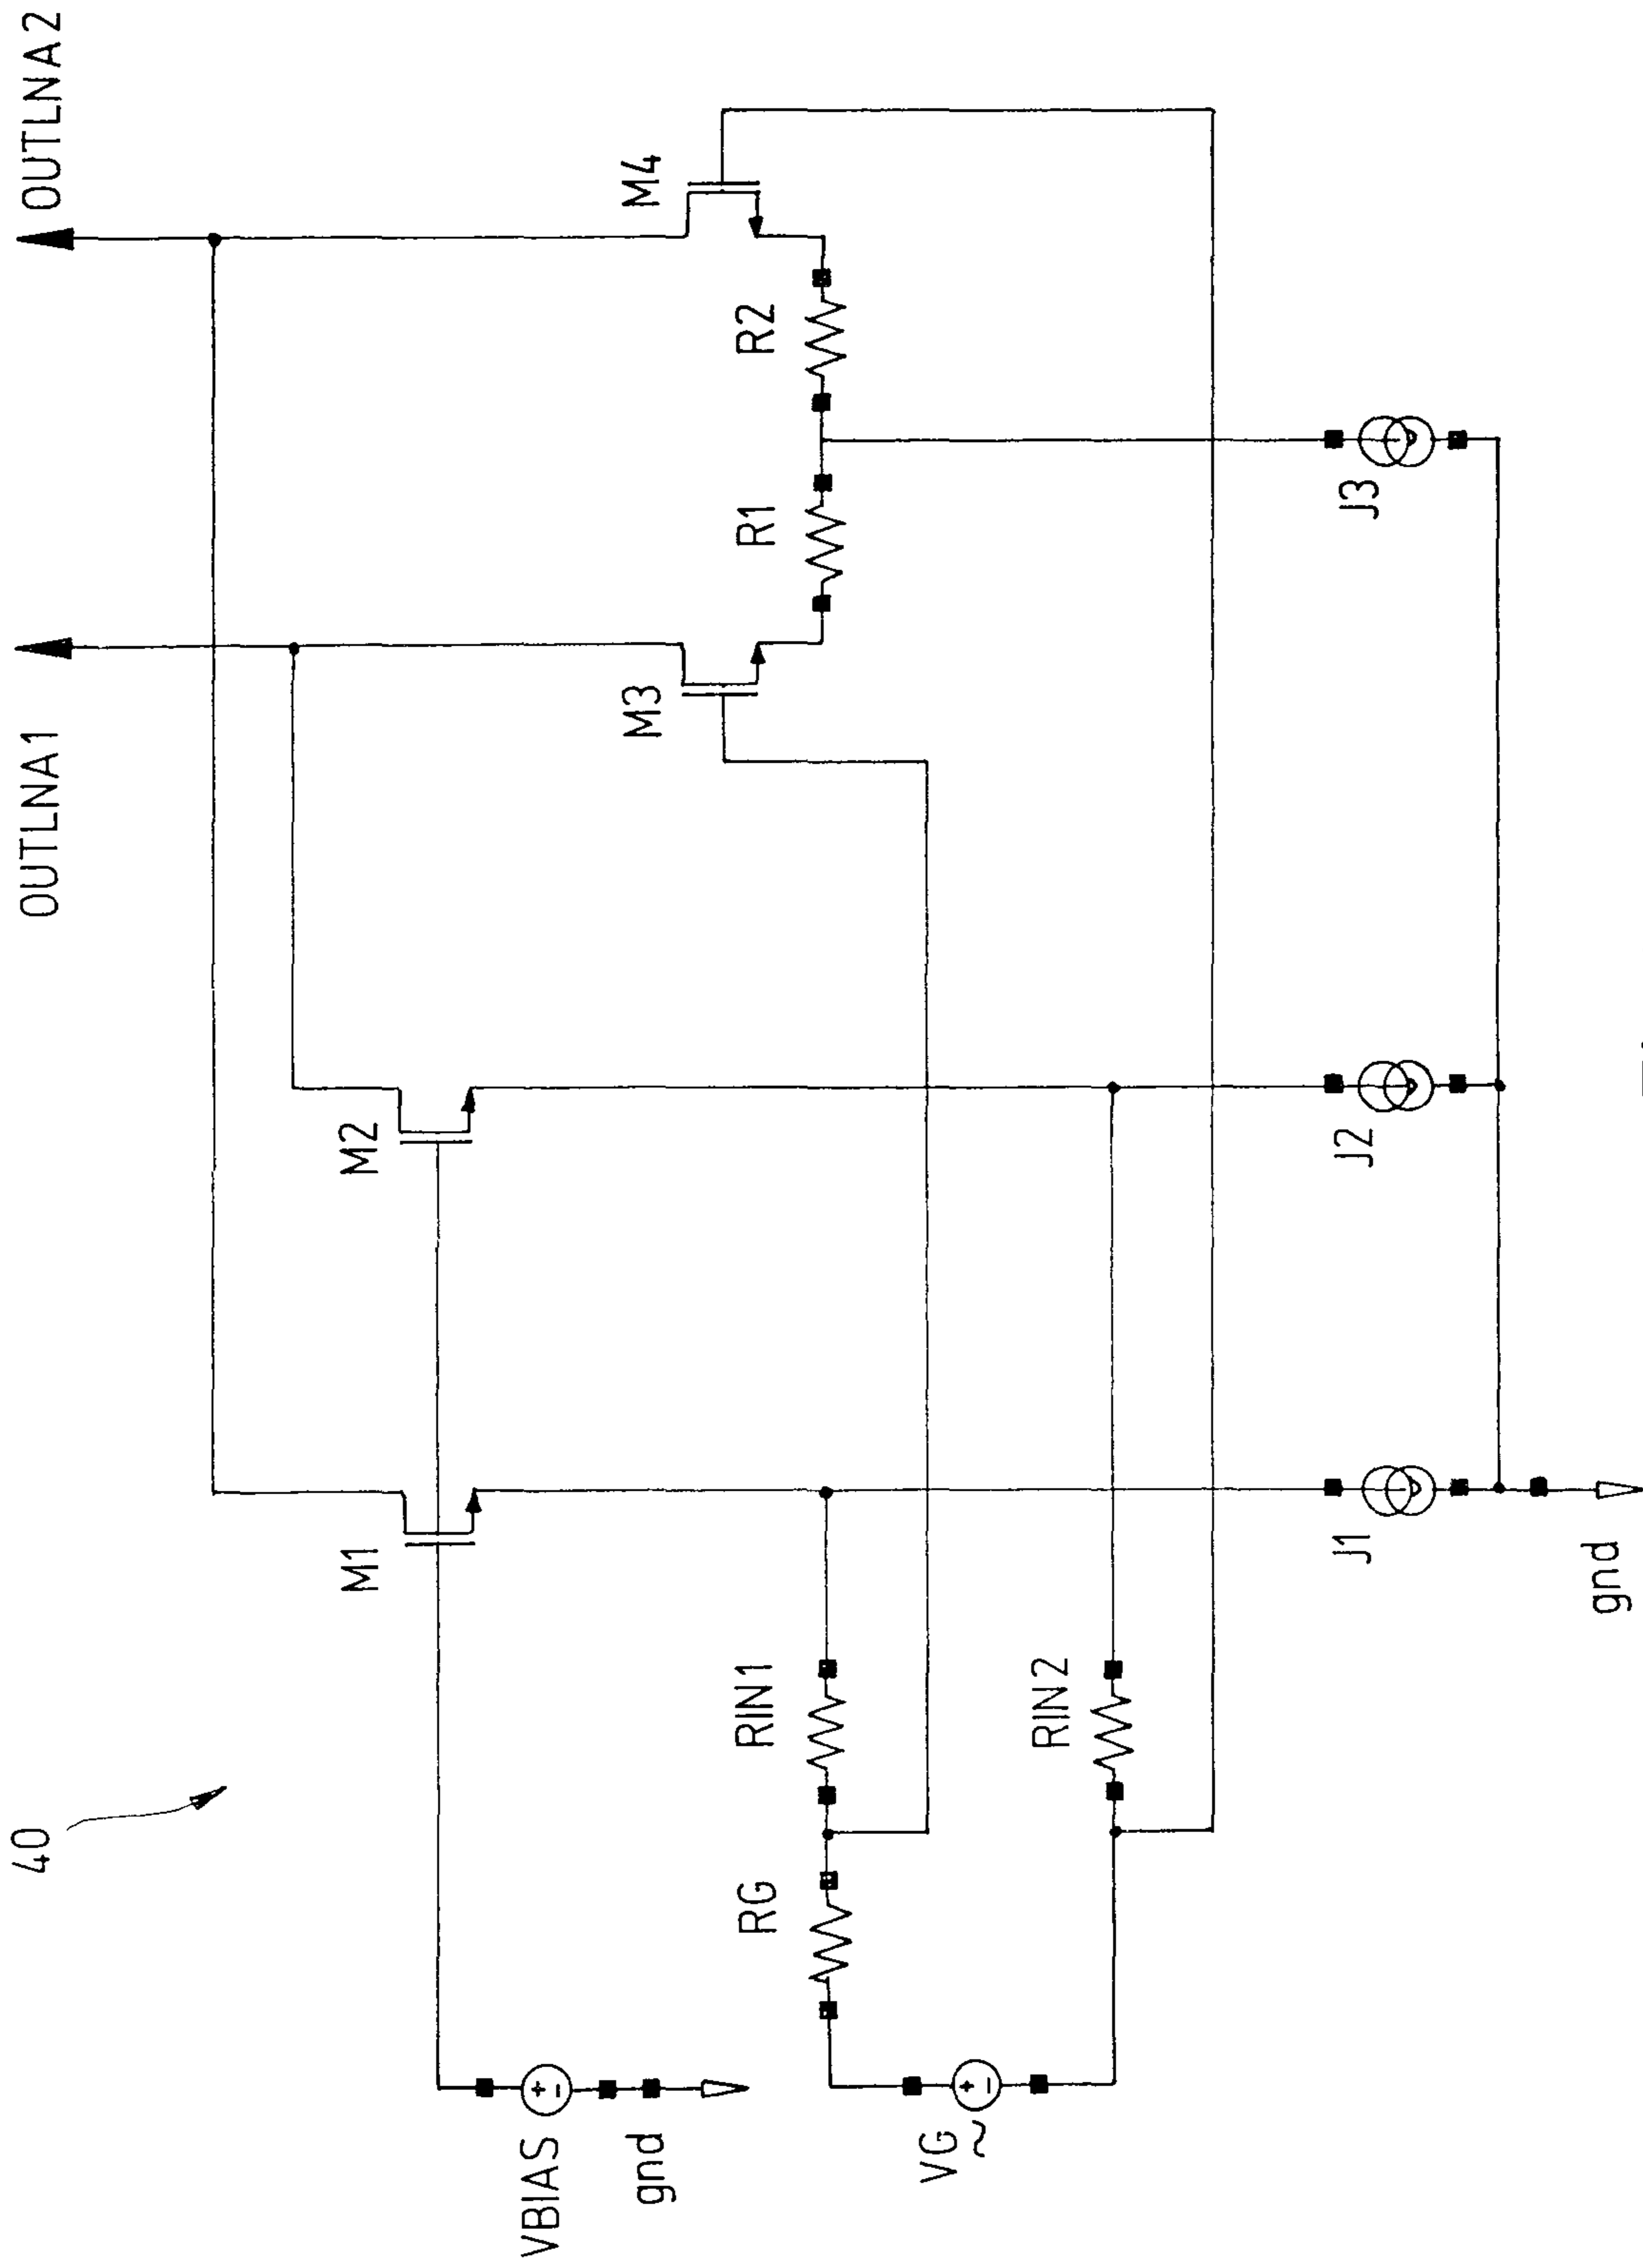 OUTLNA2
OUTLNA1
40
M4
M3
M2
M1
R2
R1
RIN1
RG
RIN2
VBIAS
gnd
VG
~
J3
J2
J1
gnd